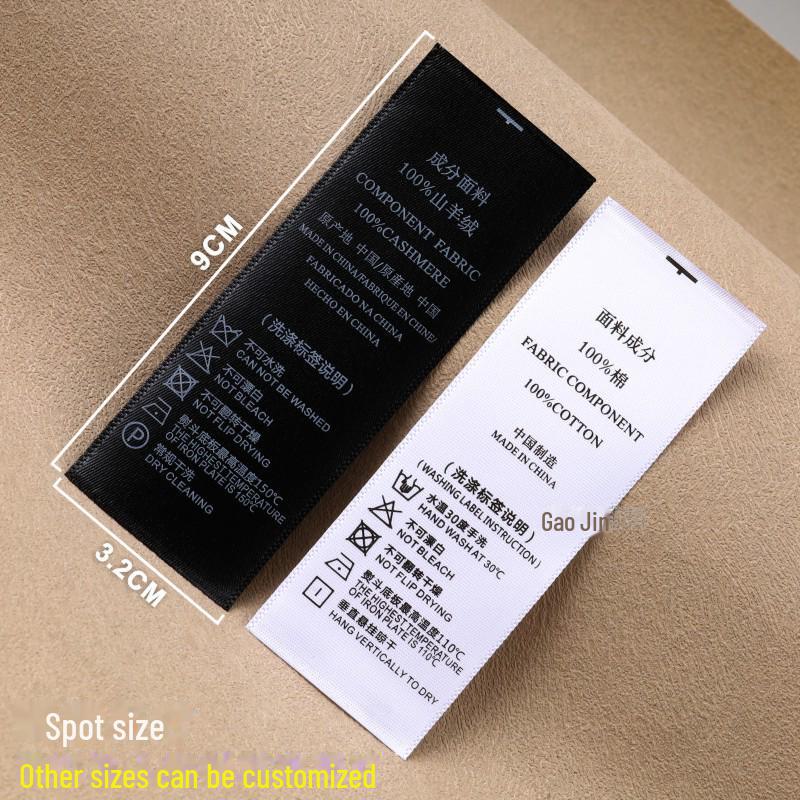 9CM
3.2CM
成分面料
100%山羊绒
COMPONENT FABRIC
100%CASHMERE
原产地 中国/原産地 中国
MADE IN CHINA/FABRIQUE EN CHINE/
FABRICADO NA CHINA
HECHO EN CHINA
(洗涤标签说明)
不可水洗
CAN NOT BE WASHED
不可漂白
NOT BLEACH
不可翻转干燥
NOT FLIP DRYING
熨斗底板最高温度150℃
THE HIGHEST TEMPERATURE
OF IRON PLATE IS 150℃
常规干洗
DRY CLEANING
P
面料成分
100%棉
FABRIC COMPONENT
100%COTTON
中国制造
MADE IN CHINA
(洗涤标签说明)
(WASHING LABEL INSTRUCTION)
水温30度手洗
HAND WASH AT 30℃
不可漂白
NOT BLEACH
不可翻转干燥
NOT FLIP DRYING
熨斗底板最高温度110℃
THE HIGHEST TEMPERATURE
OF IRON PLATE IS 110℃
垂直悬挂晾干
HANG VERTICALLY TO DRY
Gao Jin
Spot size
Other sizes can be customized